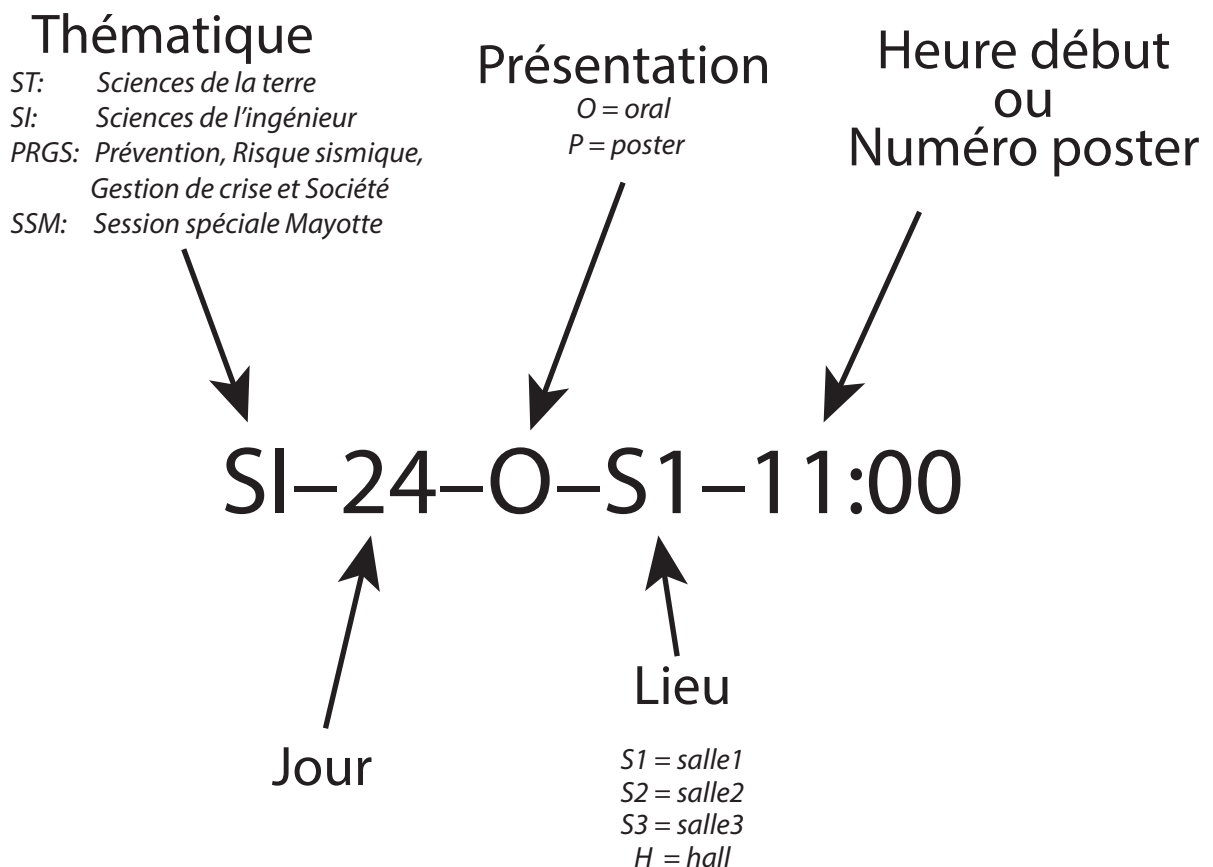 Thématique
ST: Sciences de la terre
SI: Sciences de l'ingénieur
PRGS: Prévention, Risque sismique,
Gestion de crise et Société
SSM: Session spéciale Mayotte
Présentation
O = oral
P = poster
Heure début
ou
Numéro poster
SI–24–O–S1–11:00
Jour
Lieu
S1 = salle1
S2 = salle2
S3 = salle3
H = hall